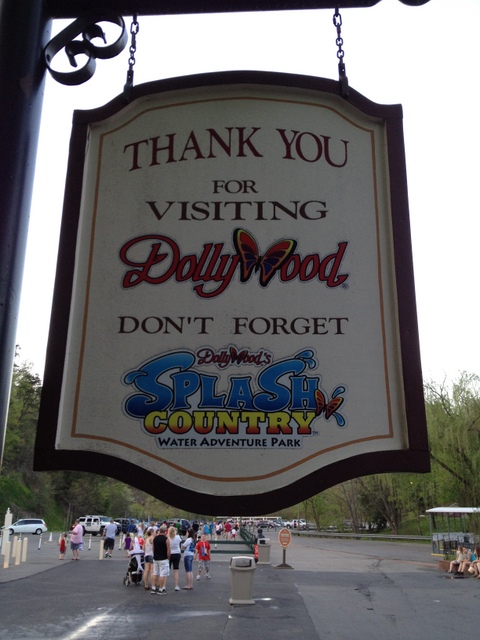 THANK YOU
FOR
VISITING
DollyWood
DON'T FORGET
DollyWood's
SPLASH
COUNTRY
WATER ADVENTURE PARK